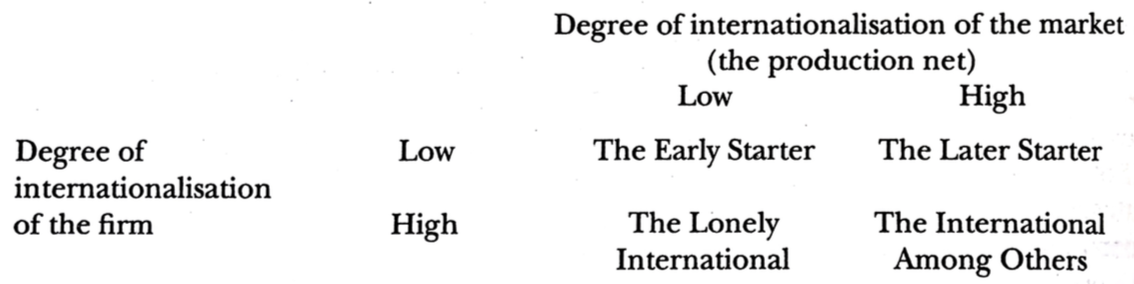 Degree of internationalisation of the market
(the production net)
Low High
Degree of Low The Early Starter The Later Starter
internationalisation
of the firm High The Lonely The International
International Among Others